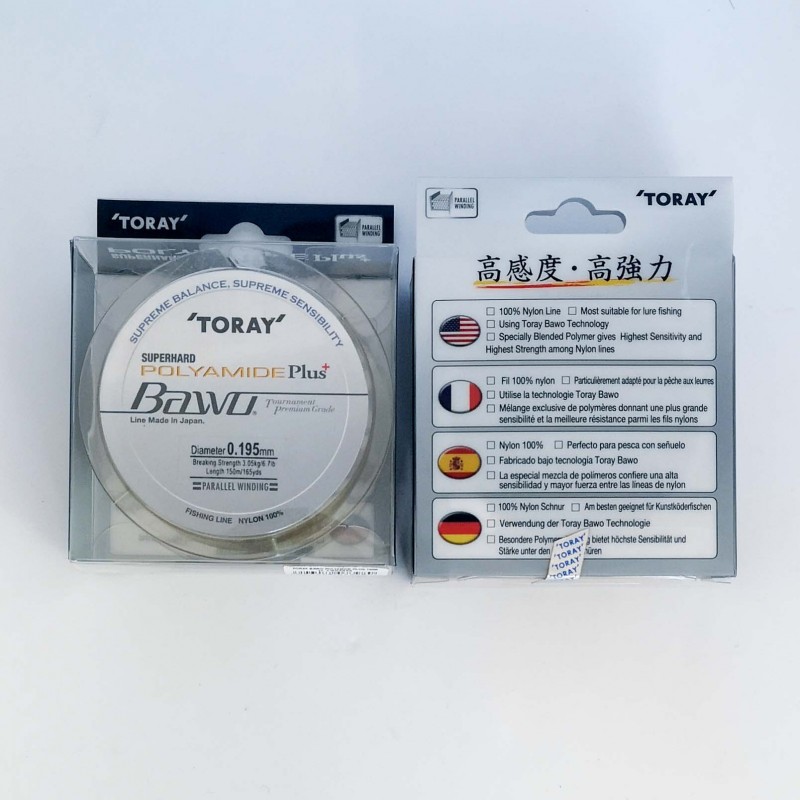 'TORAY'
PARALLEL
WINDING
SUPREME BALANCE, SUPREME SENSIBILITY
'TORAY'
SUPERHARD
POLYAMIDE Plus+
BAWO
Tournament
Premium Grade
Line Made in Japan.
Diameter 0.195mm
Breaking Strength 3.05kg/6.7lb
Length 150m/165yds
PARALLEL WINDING
FISHING LINE NYLON 100%
PARALLEL
WINDING
'TORAY'
高感度・高強力
□ 100% Nylon Line □ Most suitable for lure fishing
□ Using Toray Bawo Technology
□ Specially Blended Polymer gives Highest Sensitivity and
Highest Strength among Nylon lines
□ Fil 100% nylon □ Particulièrement adapté pour la pêche aux leurres
□ Utilise la technologie Toray Bawo
□ Mélange exclusive de polymères donnant une plus grande
sensibilité et la meilleure résistance parmi les fils nylons
□ Nylon 100% □ Perfecto para pesca con señuelo
□ Fabricado bajo tecnología Toray Bawo
□ La especial mezcla de polimeros confiere una alta
sensibilidad y mayor fuerza entre las lineas de nylon
□ 100% Nylon Schnur □ Am besten geeignet für Kunstköderfischen
□ Verwendung der Toray Bawo Technologie
□ Besondere bietet höchste Sensibilität und
Stärke unter den
'TORAY'
'TORAY'
'TORAY'
'TORAY'